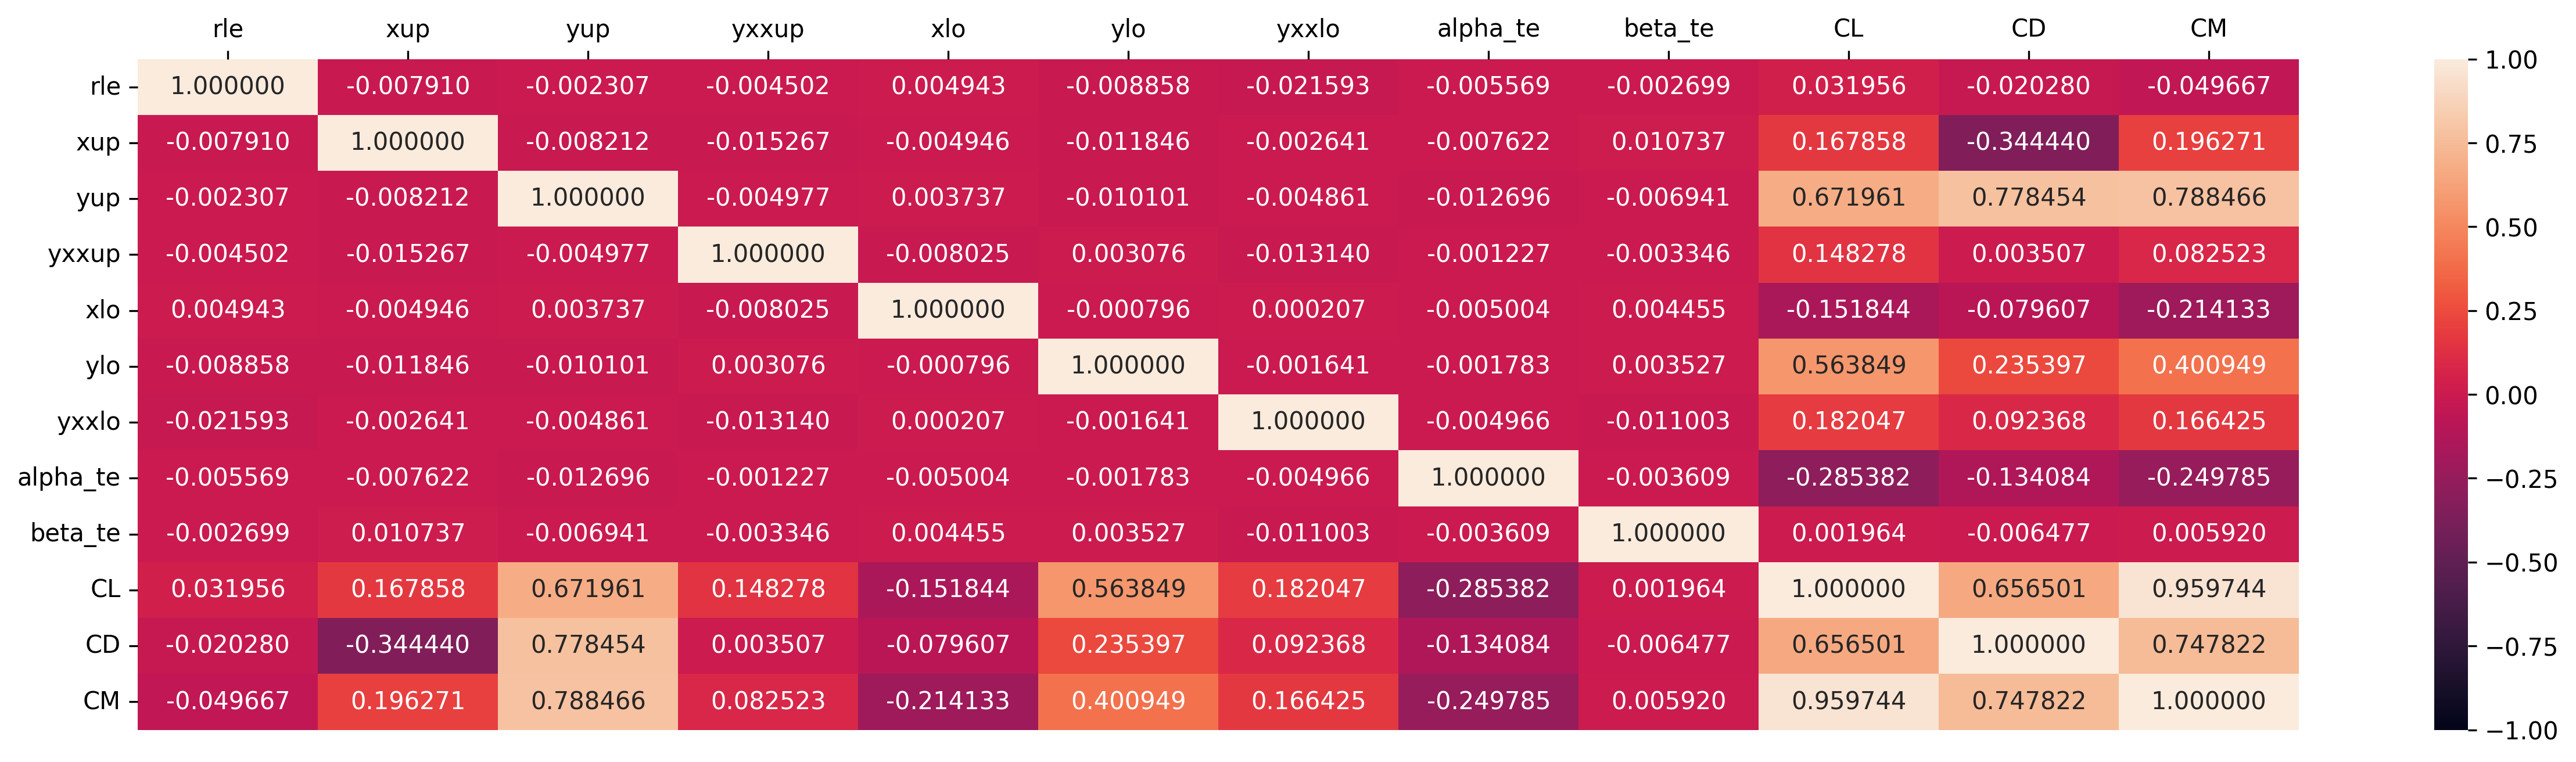 rle xup yup yxxup xlo ylo yxxlo alpha_te beta_te CL CD CM
rle 1.000000 -0.007910 -0.002307 -0.004502 0.004943 -0.008858 -0.021593 -0.005569 -0.002699 0.031956 -0.020280 -0.049667
xup -0.007910 1.000000 -0.008212 -0.015267 -0.004946 -0.011846 -0.002641 -0.007622 0.010737 0.167858 -0.344440 0.196271
yup -0.002307 -0.008212 1.000000 -0.004977 0.003737 -0.010101 -0.004861 -0.012696 -0.006941 0.671961 0.778454 0.788466
yxxup -0.004502 -0.015267 -0.004977 1.000000 -0.008025 0.003076 -0.013140 -0.001227 -0.003346 0.148278 0.003507 0.082523
xlo 0.004943 -0.004946 0.003737 -0.008025 1.000000 -0.000796 0.000207 -0.005004 0.004455 -0.151844 -0.079607 -0.214133
ylo -0.008858 -0.011846 -0.010101 0.003076 -0.000796 1.000000 -0.001641 -0.001783 0.003527 0.563849 0.235397 0.400949
yxxlo -0.021593 -0.002641 -0.004861 -0.013140 0.000207 -0.001641 1.000000 -0.004966 -0.011003 0.182047 0.092368 0.166425
alpha_te -0.005569 -0.007622 -0.012696 -0.001227 -0.005004 -0.001783 -0.004966 1.000000 -0.003609 -0.285382 -0.134084 -0.249785
beta_te -0.002699 0.010737 -0.006941 -0.003346 0.004455 0.003527 -0.011003 -0.003609 1.000000 0.001964 -0.006477 0.005920
CL 0.031956 0.167858 0.671961 0.148278 -0.151844 0.563849 0.182047 -0.285382 0.001964 1.000000 0.656501 0.959744
CD -0.020280 -0.344440 0.778454 0.003507 -0.079607 0.235397 0.092368 -0.134084 -0.006477 0.656501 1.000000 0.747822
CM -0.049667 0.196271 0.788466 0.082523 -0.214133 0.400949 0.166425 -0.249785 0.005920 0.959744 0.747822 1.000000
1.00
0.75
0.50
0.25
0.00
−0.25
−0.50
−0.75
−1.00